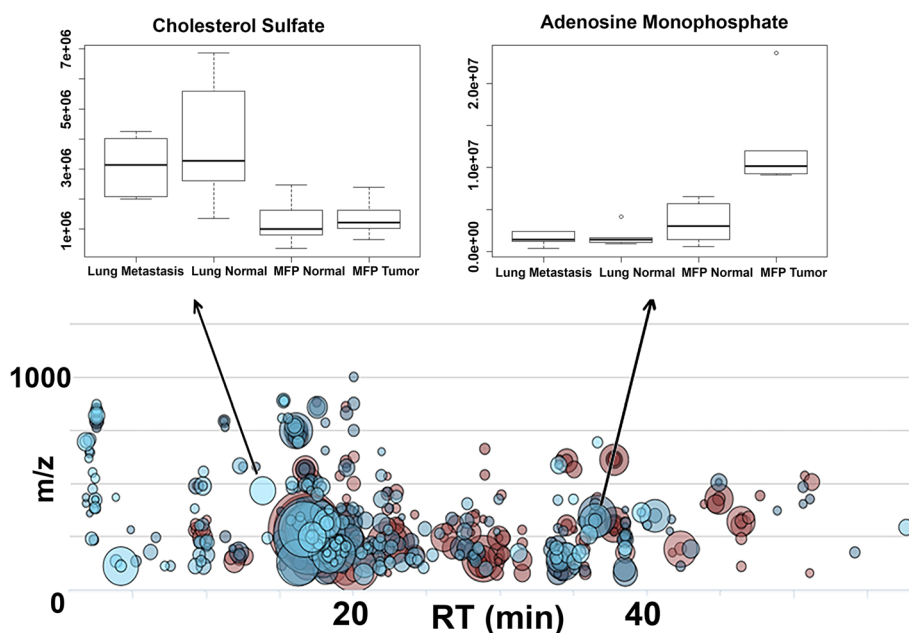 Cholesterol Sulfate
Adenosine Monophosphate
7e+06
5e+06
3e+06
1e+06
Lung Metastasis Lung Normal MFP Normal MFP Tumor
2.0e+07
1.0e+07
0.0e+00
Lung Metastasis Lung Normal MFP Normal MFP Tumor
1000
m/z
0
20
RT (min)
40